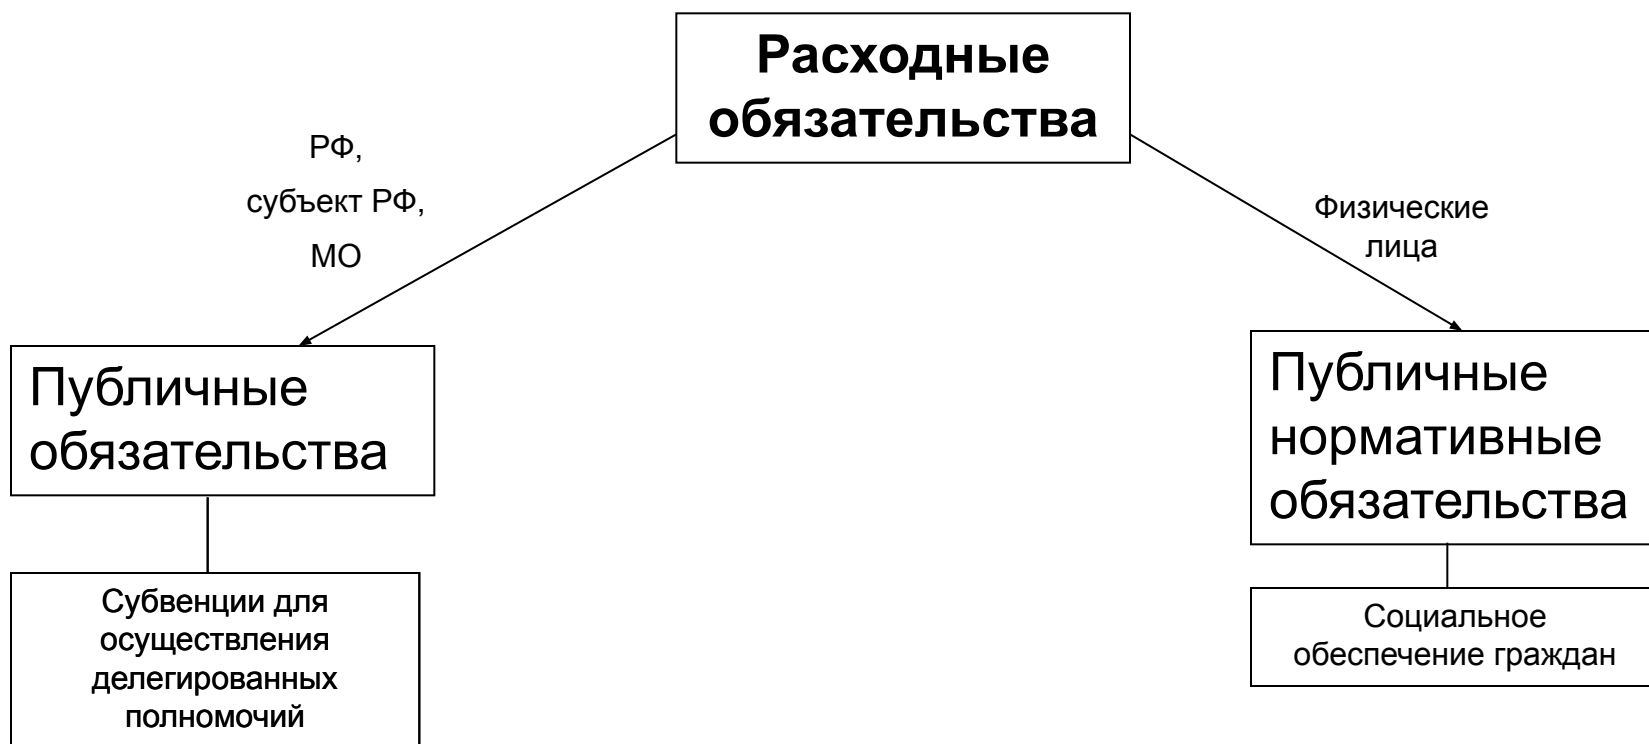 Расходные
обязательства
РФ,
субъект РФ,
МО
Физические
лица
Публичные
обязательства
Публичные
нормативные
обязательства
Субвенции для
осуществления
делегированных
полномочий
Социальное
обеспечение граждан